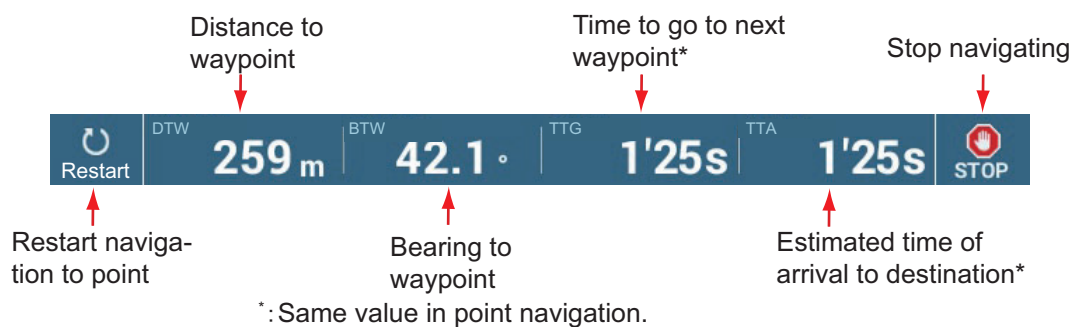 Distance to
waypoint
Time to go to next
waypoint*
Stop navigating
Restart
DTW
259 m
BTW
42.1 °
TTG
1'25s
TTA
1'25s
STOP
Restart naviga-
tion to point
Bearing to
waypoint
Estimated time of
arrival to destination*
*: Same value in point navigation.